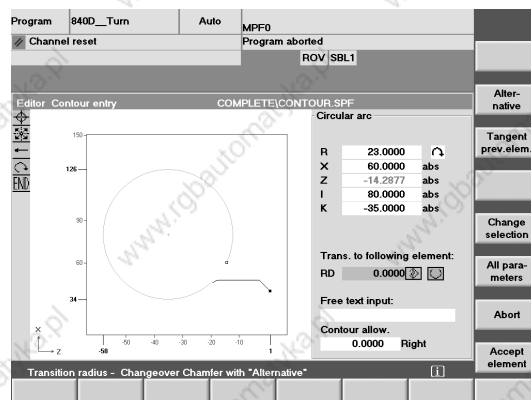 Program
840D__Turn
Auto
MPF0
Channel reset
Program aborted
ROV SBL1
Editor Contour entry
COMPLETE\CONTOUR.SPF
Circular arc
R 23.0000
X 60.0000 abs
Z -14.2877 abs
I 80.0000 abs
K -35.0000 abs
Trans. to following element:
RD 0.0000
Free text input:
Contour allow.
0.0000 Right
END
150
126
90
60
34
X
Z
-58 -50 -40 -30 -20 -10 1
Transition radius - Changeover Chamfer with "Alternative"
i
Alter-
native
Tangent
prev.elem.
Change
selection
All para-
meters
Abort
Accept
element
www.rgbautomatyka.pl